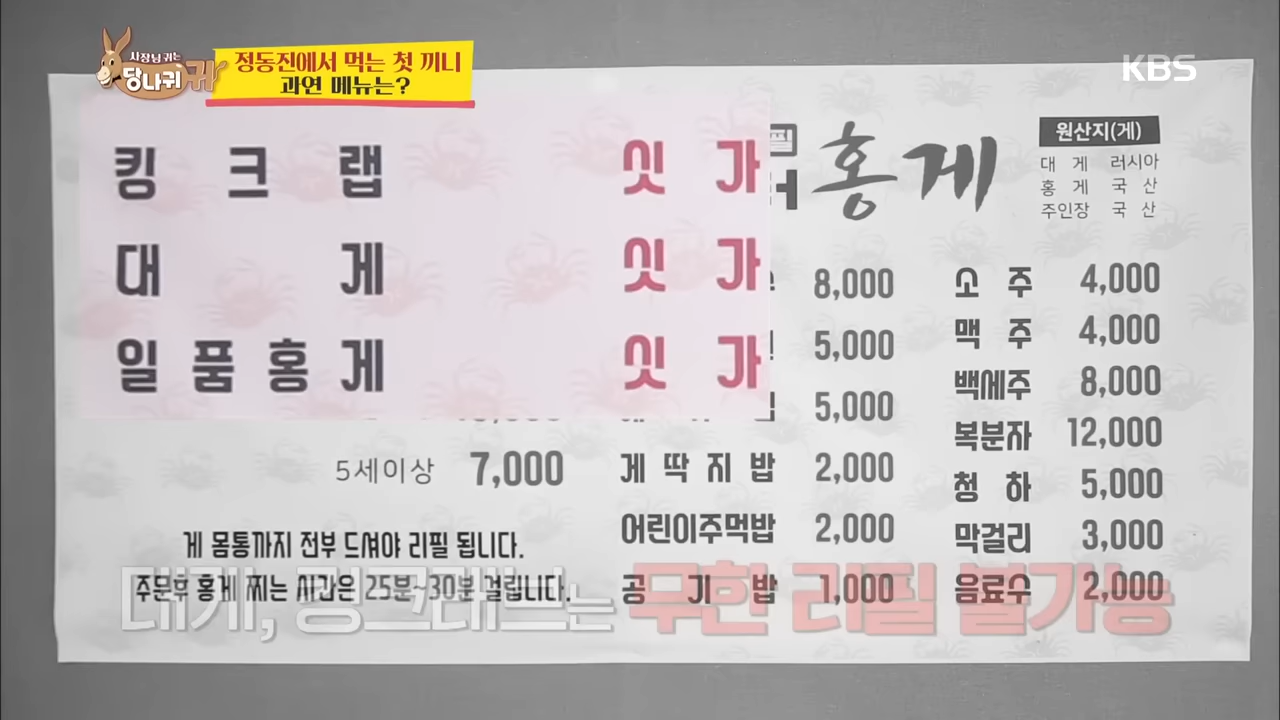 사장님 귀는
당나귀 귀
정동진에서 먹는 첫 끼니
과연 메뉴는?
KBS
킹크랩 싯가
대게 싯가
일품홍게 싯가
홍게
원산지(게)
대게 러시아
홍게 국산
주인장 국산
8,000
5,000
5,000
5세이상 7,000
게딱지밥 2,000
어린이주먹밥 2,000
공기밥 1,000
소주 4,000
맥주 4,000
백세주 8,000
복분자 12,000
청하 5,000
막걸리 3,000
음료수 2,000
게 몸통까지 전부 드셔야 리필 됩니다.
주문후 홍게 찌는 시간은 25분~30분 걸립니다.
대게, 킹크랩는 무한 리필 불가능